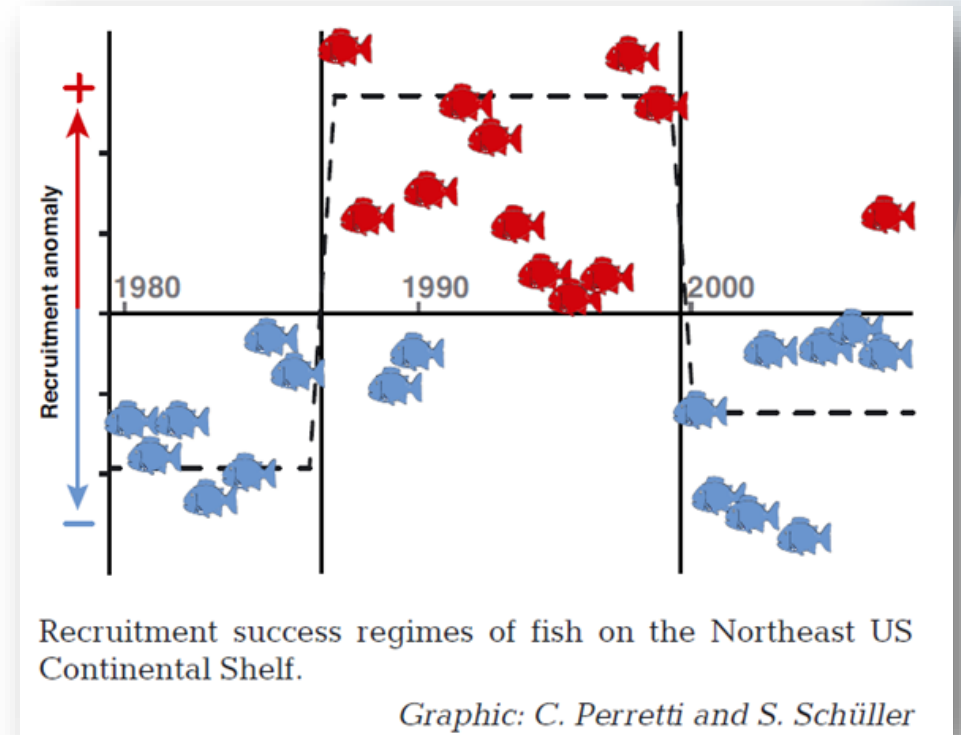 +
Recruitment anomaly
−
1980 1990 2000
Recruitment success regimes of fish on the Northeast US
Continental Shelf.
Graphic: C. Perretti and S. Schüller